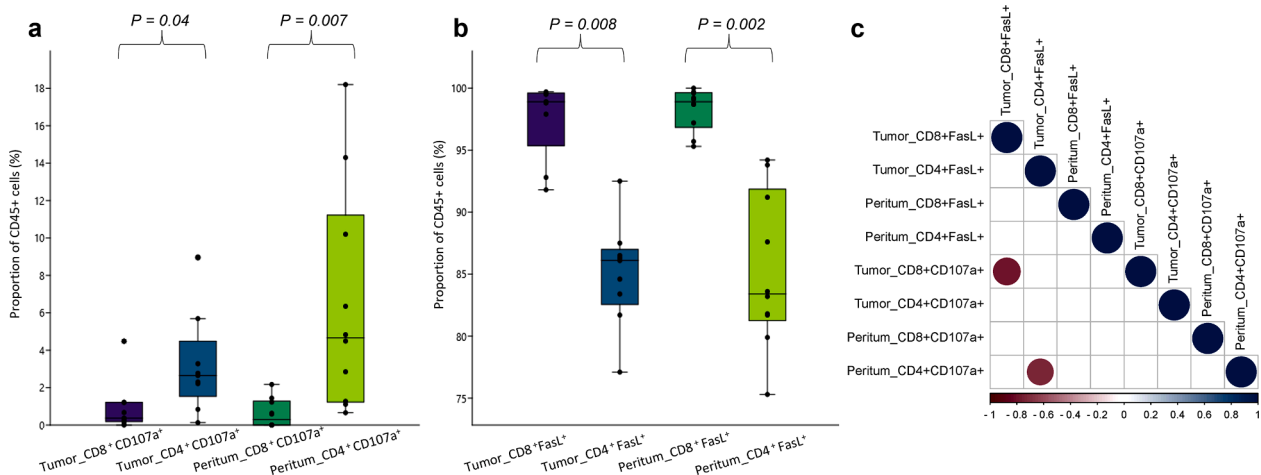 a
P = 0.04
P = 0.007
Proportion of CD45+ cells (%)
18
16
14
12
10
8
6
4
2
0
Tumor_CD8⁺CD107a⁺
Tumor_CD4⁺CD107a⁺
Peritum_CD8⁺CD107a⁺
Peritum_CD4⁺CD107a⁺
b
P = 0.008
P = 0.002
Proportion of CD45+ cells (%)
100
95
90
85
80
75
Tumor_CD8⁺FasL⁺
Tumor_CD4⁺FasL⁺
Peritum_CD8⁺FasL⁺
Peritum_CD4⁺FasL⁺
c
Tumor_CD8+FasL+
Tumor_CD4+FasL+
Peritum_CD8+FasL+
Peritum_CD4+FasL+
Tumor_CD8+CD107a+
Tumor_CD4+CD107a+
Peritum_CD8+CD107a+
Peritum_CD4+CD107a+
Tumor_CD8+FasL+
Tumor_CD4+FasL+
Peritum_CD8+FasL+
Peritum_CD4+FasL+
Tumor_CD8+CD107a+
Tumor_CD4+CD107a+
Peritum_CD8+CD107a+
Peritum_CD4+CD107a+
-1 -0.8 -0.6 -0.4 -0.2 0 0.2 0.4 0.6 0.8 1